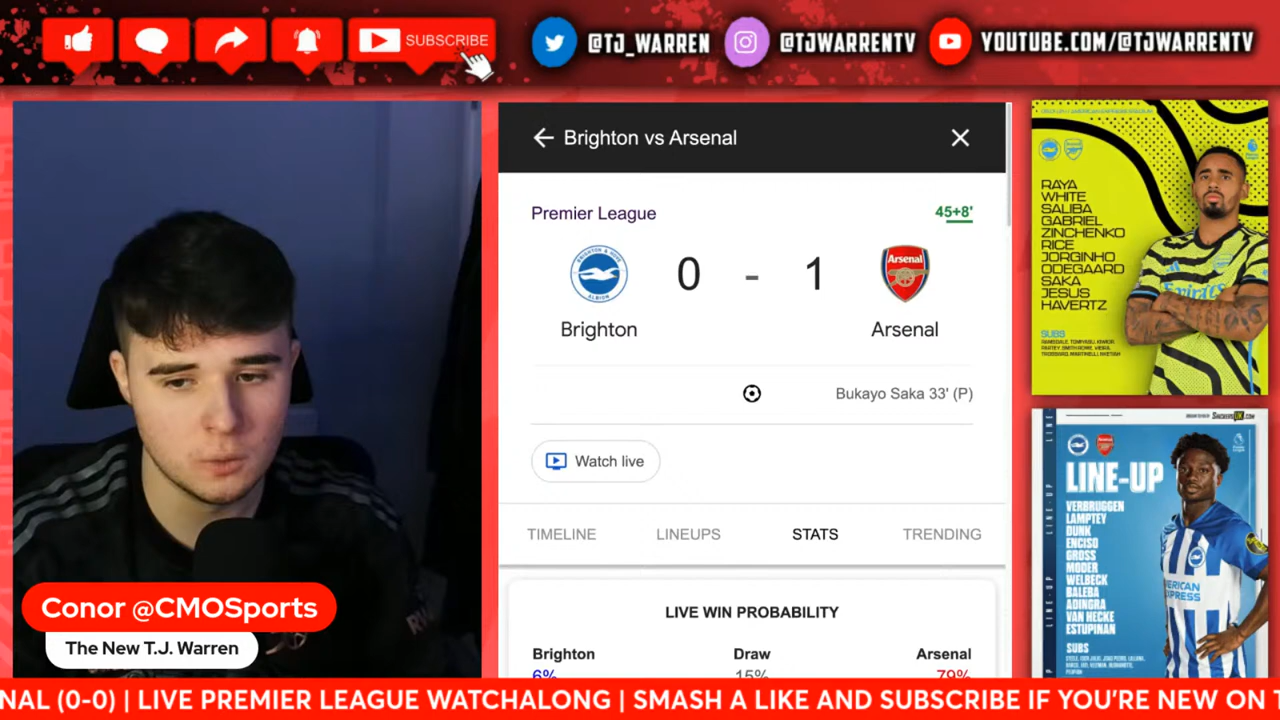 SUBSCRIBE
@TJ_WARREN
@TJWARRENTV
YOUTUBE.COM/@TJWARRENTV
Brighton vs Arsenal
Premier League
45+8'
0 - 1
Arsenal
Brighton
Arsenal
Bukayo Saka 33' (P)
Watch live
TIMELINE
LINEUPS
STATS
TRENDING
LIVE WIN PROBABILITY
Brighton
Draw
Arsenal
6%
15%
79%
RAYA
WHITE
SALIBA
GABRIEL
ZINCHENKO
RICE
JORGINHO
ODEGAARD
SAKA
JESUS
HAVERTZ
SUBS
LINE
LINE-UP
VERBRUGGEN
LAMPTEY
DUNK
ENCISO
GROSS
MODER
WELBECK
BALEBA
ADINGRA
VAN HECKE
ESTUPINAN
SUBS
Conor @CMOSports
The New T.J. Warren
NAL (0-0) | LIVE PREMIER LEAGUE WATCHALONG | SMASH A LIKE AND SUBSCRIBE IF YOU'RE NEW ON T